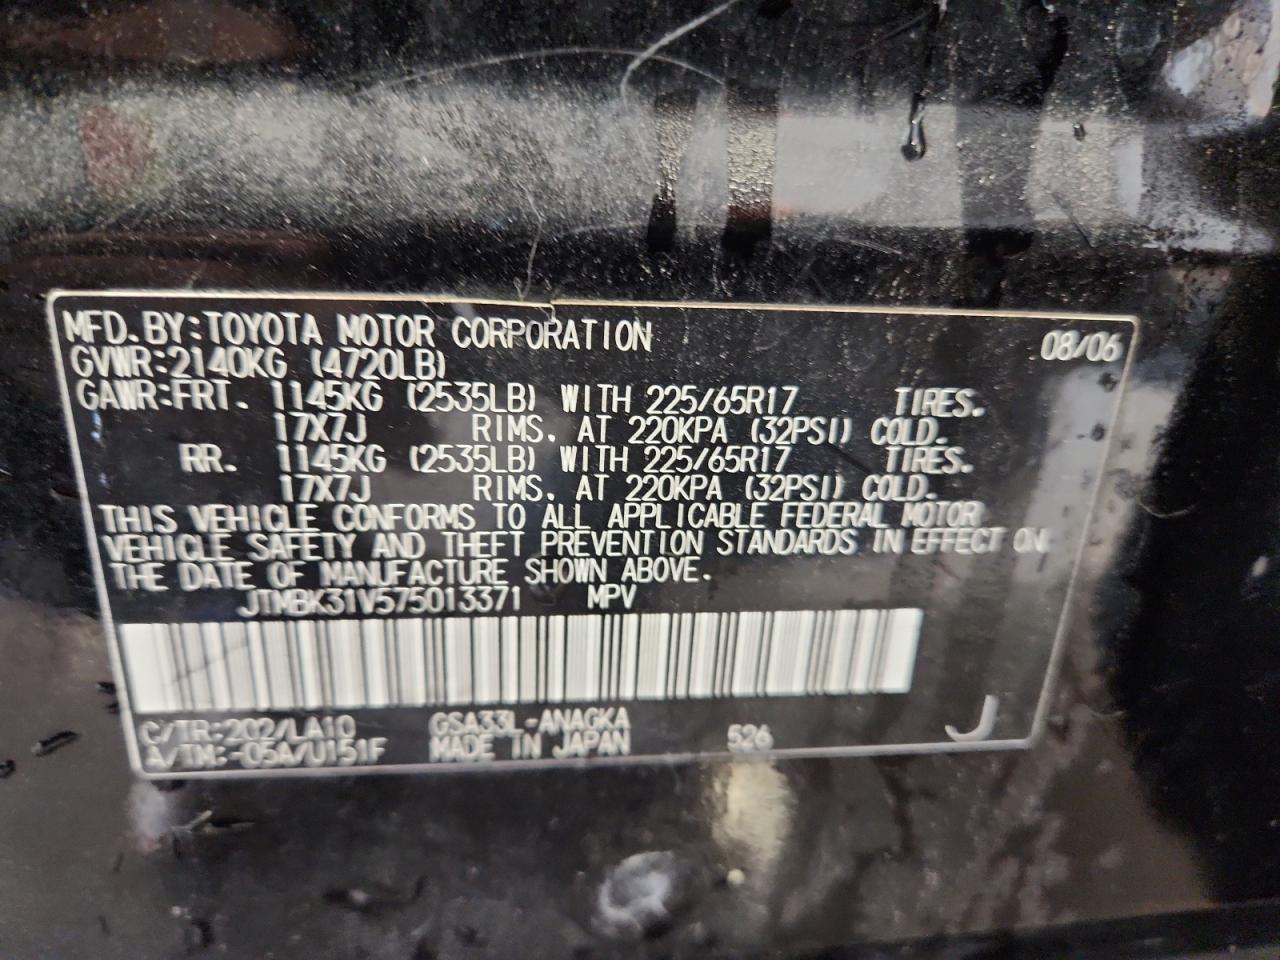 MFD.BY:TOYOTA MOTOR CORPORATION 08/06
GVWR:2140KG (4720LB)
GAWR:FRT. 1145KG (2535LB) WITH 225/65R17 TIRES.
17X7J RIMS. AT 220KPA (32PSI) COLD.
RR. 1145KG (2535LB) WITH 225/65R17 TIRES.
17X7J RIMS. AT 220KPA (32PSI) COLD.
THIS VEHICLE CONFORMS TO ALL APPLICABLE FEDERAL MOTOR
VEHICLE SAFETY AND THEFT PREVENTION STANDARDS IN EFFECT ON
THE DATE OF MANUFACTURE SHOWN ABOVE.
JTMBK31V575013371 MPV
C/TR:202/LA10 GSA33L-ANAGKA
A/TM:-05A/U151F MADE IN JAPAN 526 J